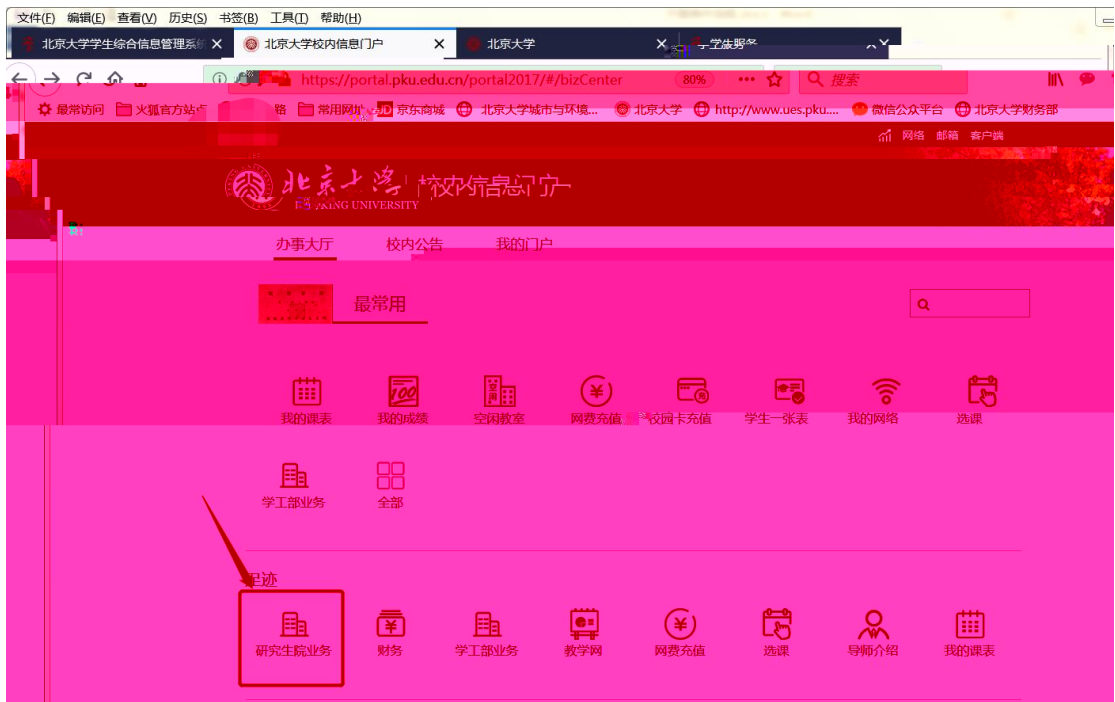 文件(F) 编辑(E) 查看(V) 历史(S) 书签(B) 工具(T) 帮助(H)
北京大学学生综合信息管理系统 北京大学校内信息门户 北京大学
https://portal.pku.edu.cn/portal2017/#/bizCenter 80% 搜索
最常访问 火狐官方站点 常用网址 JD 京东商城 北京大学城市与环境... 北京大学 http://www.ues.pku.... 微信公众平台 北京大学财务部
网络 邮箱 客户端
北京大学 校内信息门户
PEKING UNIVERSITY
办事大厅 校内公告 我的门户
最常用
我的课表 我的成绩 空闲教室 网费充值 校园卡充值 学生一张表 我的网络 选课
学工部业务 全部
足迹
研究生院业务 财务 学工部业务 教学网 网费充值 选课 导师介绍 我的课表